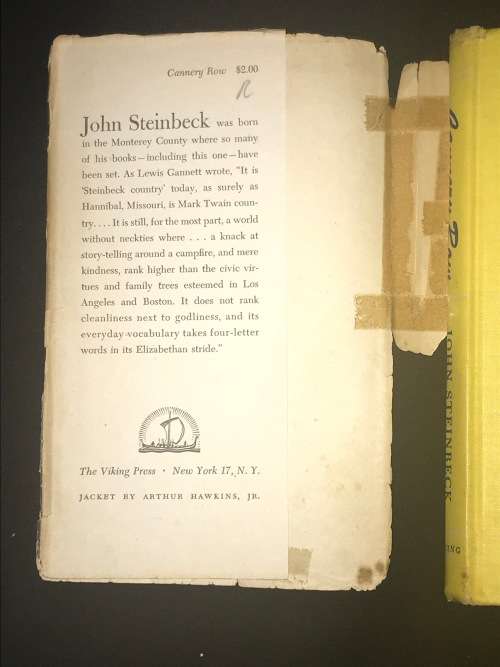 Cannery Row $2.00
R
John Steinbeck was born
in the Monterey County where so many
of his books—including this one—have
been set. As Lewis Gannett wrote, "It is
'Steinbeck country' today, as surely as
Hannibal, Missouri, is Mark Twain coun-
try. . . . It is still, for the most part, a world
without neckties where . . . a knack at
story-telling around a campfire, and mere
kindness, rank higher than the civic vir-
tues and family trees esteemed in Los
Angeles and Boston. It does not rank
cleanliness next to godliness, and its
everyday vocabulary takes four-letter
words in its Elizabethan stride."
The Viking Press · New York 17, N. Y.
JACKET BY ARTHUR HAWKINS, JR.
Cannery Row
JOHN STEINBECK